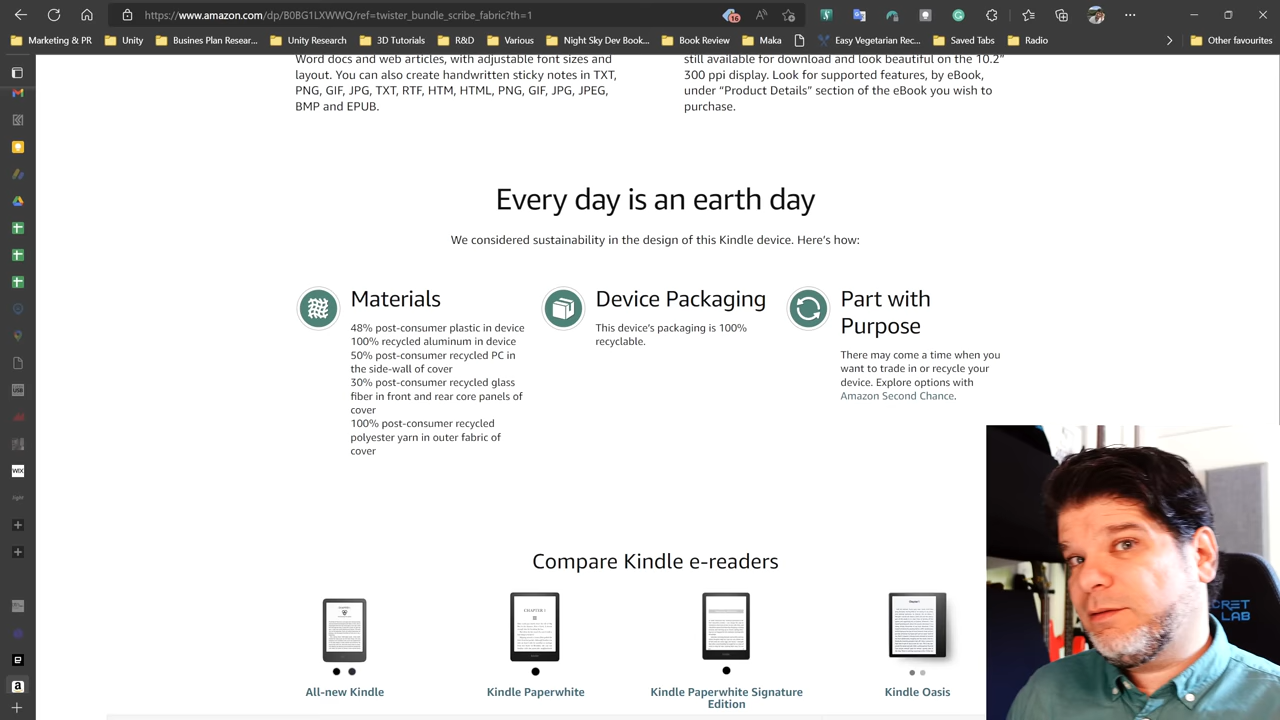 https://www.amazon.com/dp/B0BG1LXWWQ/ref=twister_bundle_scribe_fabric?th=1
16
Marketing & PR
Unity
Busines Plan Resear...
Unity Research
3D Tutorials
R&D
Various
Night Sky Dev Book...
Book Review
Maka
Easy Vegetarian Rec...
Saved Tabs
Radio
Other favourites
Word docs and web articles, with adjustable font sizes and
layout. You can also create handwritten sticky notes in TXT,
PNG, GIF, JPG, TXT, RTF, HTM, HTML, PNG, GIF, JPG, JPEG,
BMP and EPUB.
still available for download and look beautiful on the 10.2”
300 ppi display. Look for supported features, by eBook,
under “Product Details” section of the eBook you wish to
purchase.
Every day is an earth day
We considered sustainability in the design of this Kindle device. Here’s how:
Materials
48% post-consumer plastic in device
100% recycled aluminum in device
50% post-consumer recycled PC in
the side-wall of cover
30% post-consumer recycled glass
fiber in front and rear core panels of
cover
100% post-consumer recycled
polyester yarn in outer fabric of
cover
Device Packaging
This device’s packaging is 100%
recyclable.
Part with
Purpose
There may come a time when you
want to trade in or recycle your
device. Explore options with
Amazon Second Chance.
Compare Kindle e-readers
All-new Kindle
Kindle Paperwhite
Kindle Paperwhite Signature
Edition
Kindle Oasis
WIX
CRET
LAB